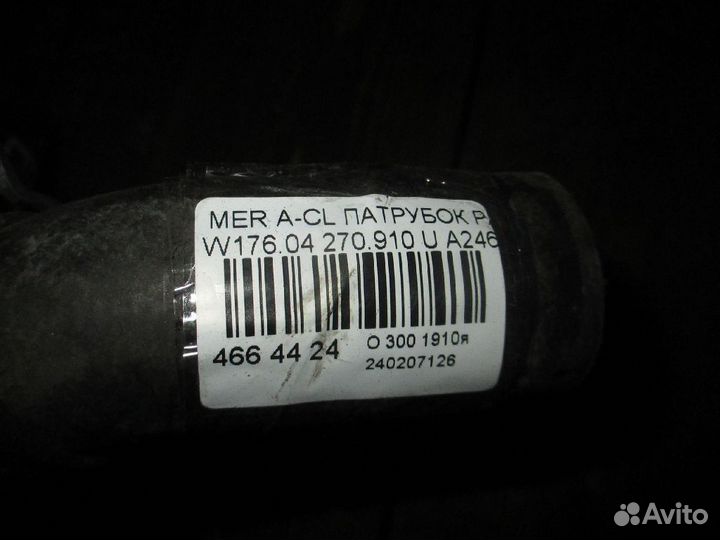 MER A-CL ПАТРУБОК
W176.04 270.910 U A246
466 44 24
О 300 1910я
240207126
Avito